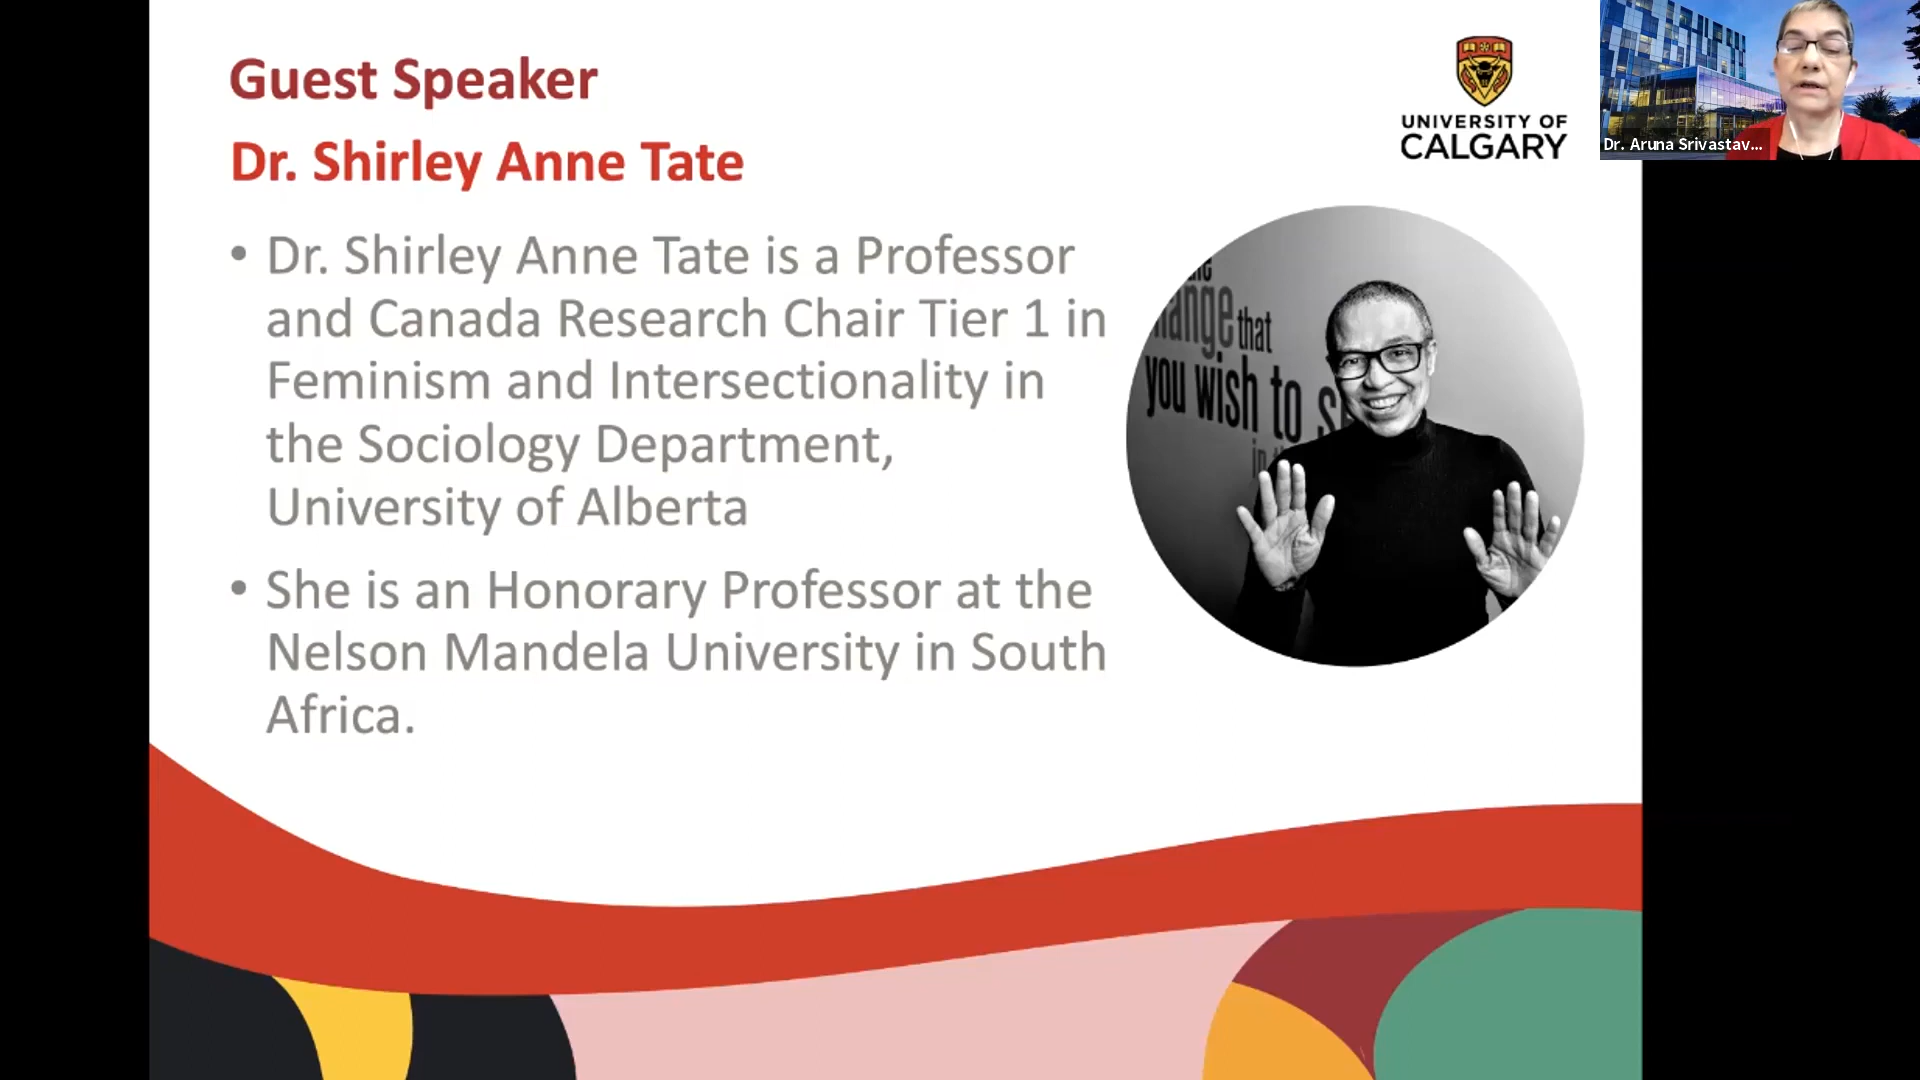 Guest Speaker
Dr. Shirley Anne Tate
• Dr. Shirley Anne Tate is a Professor
and Canada Research Chair Tier 1 in
Feminism and Intersectionality in
the Sociology Department,
University of Alberta
• She is an Honorary Professor at the
Nelson Mandela University in South
Africa.
UNIVERSITY OF
CALGARY
Dr. Aruna Srivastav...
that
you wish to